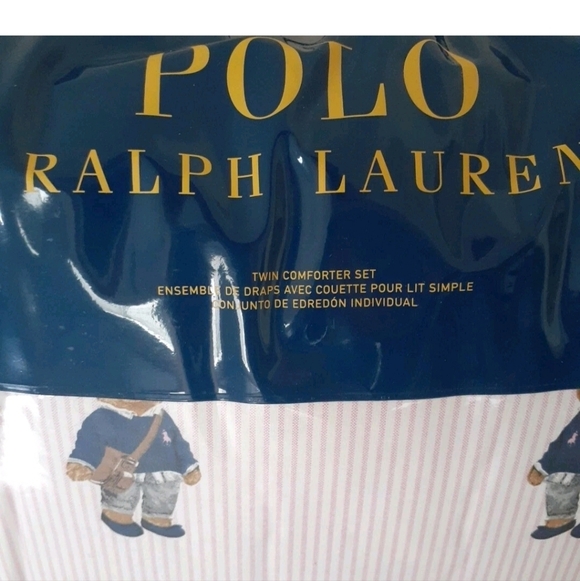 POLO
RALPH LAUREN
TWIN COMFORTER SET
ENSEMBLE DE DRAPS AVEC COUETTE POUR LIT SIMPLE
CONJUNTO DE EDREDÓN INDIVIDUAL